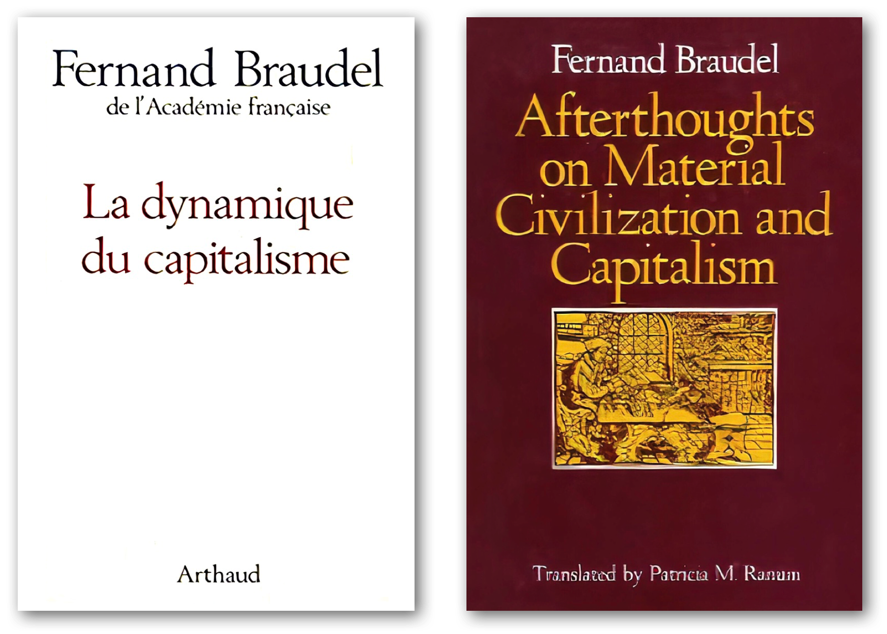 Fernand Braudel
de l'Académie française
La dynamique
du capitalisme
Arthaud
Fernand Braudel
Afterthoughts
on Material
Civilization and
Capitalism
Translated by Patricia M. Ranum